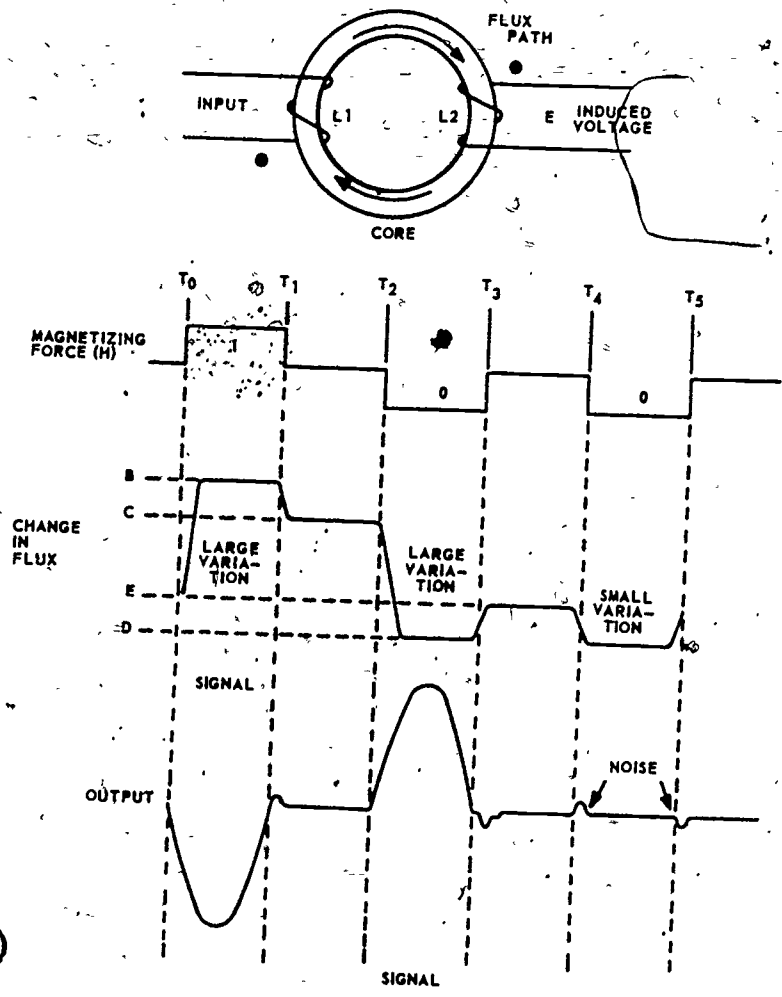 FLUX
PATH
INPUT
L1
L2
E
INDUCED
VOLTAGE
CORE
T0
T1
T2
T3
T4
T5
MAGNETIZING
FORCE (H)
1
0
0
B
C
CHANGE
IN
FLUX
LARGE
VARIA-
TION
LARGE
VARIA-
TION
SMALL
VARIA-
TION
E
D
SIGNAL
NOISE
OUTPUT
SIGNAL